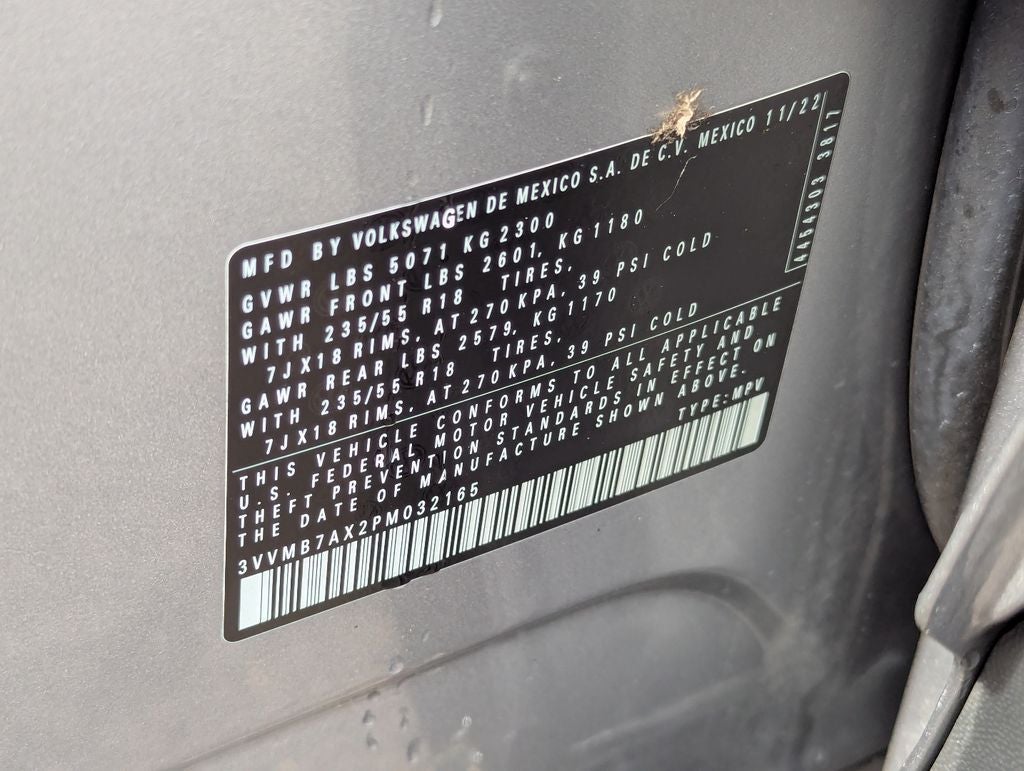 MFD BY VOLKSWAGEN DE MEXICO S.A. DE C.V. MEXICO 11/22
GVWR LBS 5071 KG 2300
GAWR FRONT LBS 2601, KG 1180
WITH 235/55 R18 TIRES,
7JX18 RIMS, AT 270KPA, 39 PSI COLD
GAWR REAR LBS 2579, KG 1170
WITH 235/55 R18 TIRES,
7JX18 RIMS, AT 270KPA, 39 PSI COLD
THIS VEHICLE CONFORMS TO ALL APPLICABLE
U.S. FEDERAL MOTOR VEHICLE SAFETY AND
THEFT PREVENTION STANDARDS IN EFFECT ON
THE DATE OF MANUFACTURE SHOWN ABOVE.
3VVMB7AX2PM032165 TYPE:MPV
4454303 3817